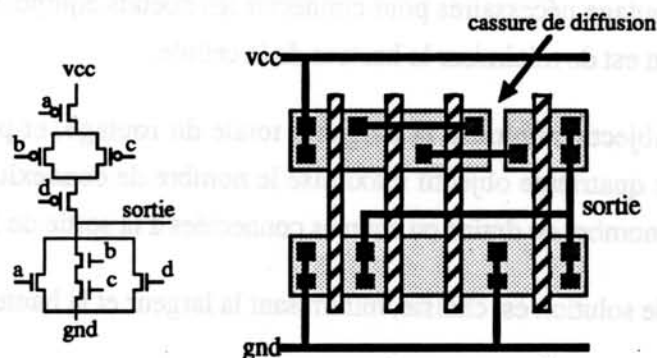 cassure de diffusion
vcc
vcc
a
b
c
d
sortie
sortie
a
b
c
d
gnd
gnd